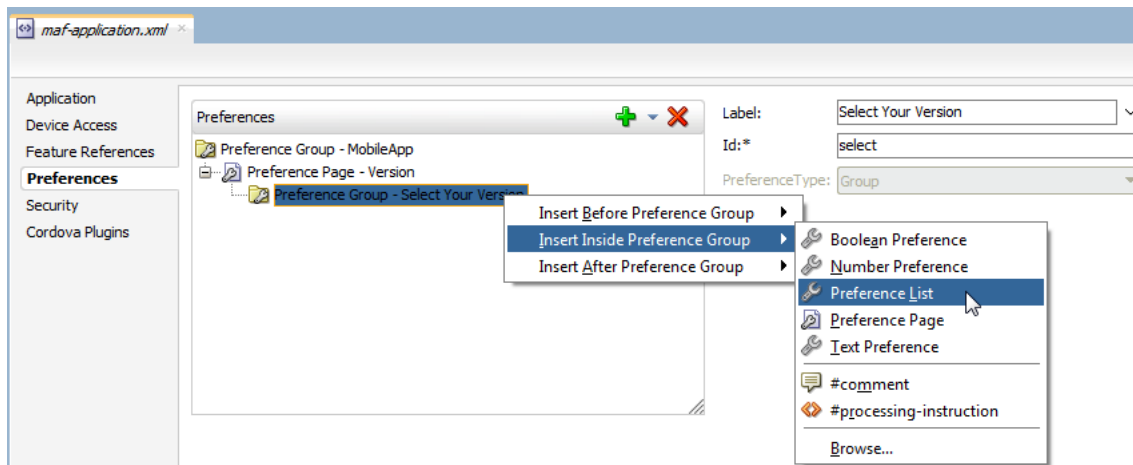 maf-application.xml
Application
Device Access
Feature References
Preferences
Security
Cordova Plugins
Preferences
Preference Group - MobileApp
Preference Page - Version
Preference Group - Select Your Version
Label: Select Your Version
Id:* select
PreferenceType: Group
Insert Before Preference Group
Insert Inside Preference Group
Insert After Preference Group
Boolean Preference
Number Preference
Preference List
Preference Page
Text Preference
#comment
#processing-instruction
Browse...